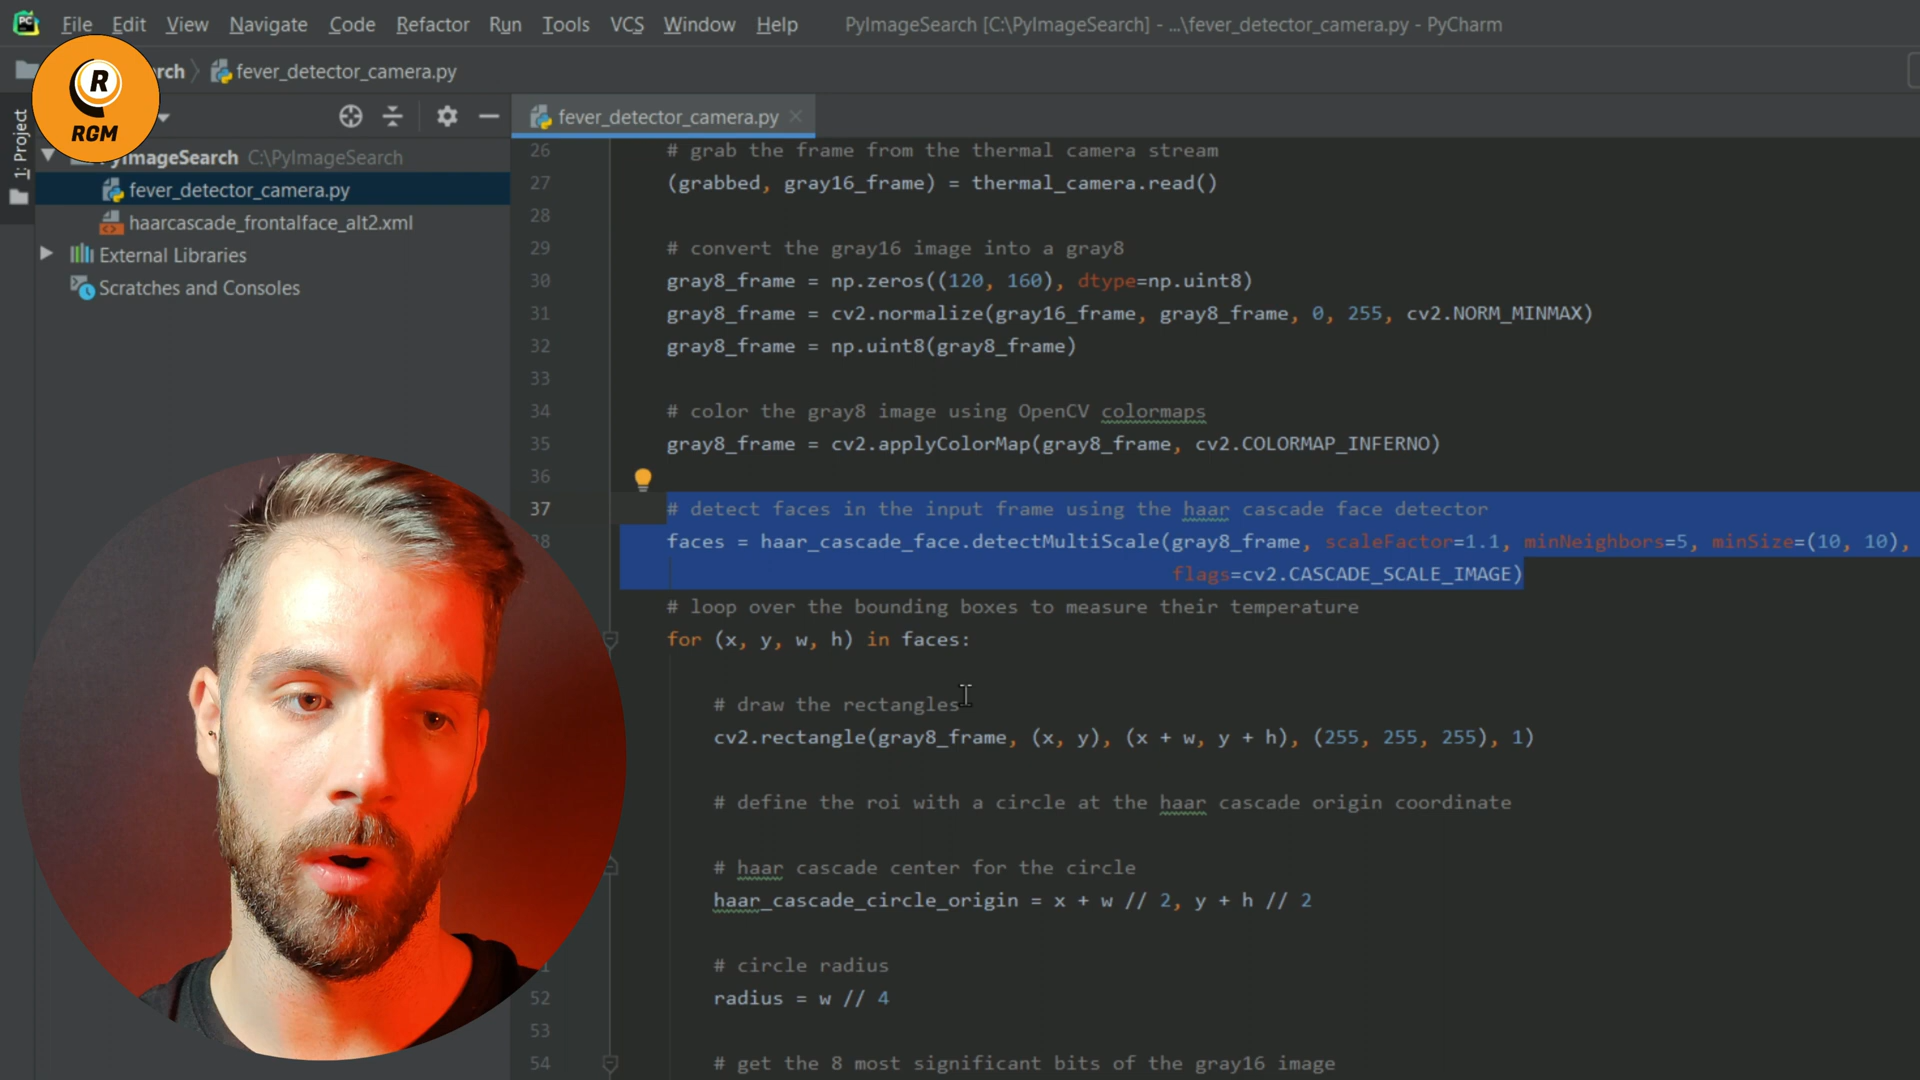 File Edit View Navigate Code Refactor Run Tools VCS Window Help PyImageSearch [C:\PyImageSearch] - ...\fever_detector_camera.py - PyCharm
R
RGM
rch fever_detector_camera.py
1: Project
fever_detector_camera.py
PyImageSearch C:\PyImageSearch
fever_detector_camera.py
haarcascade_frontalface_alt2.xml
External Libraries
Scratches and Consoles
26 # grab the frame from the thermal camera stream
27 (grabbed, gray16_frame) = thermal_camera.read()
28
29 # convert the gray16 image into a gray8
30 gray8_frame = np.zeros((120, 160), dtype=np.uint8)
31 gray8_frame = cv2.normalize(gray16_frame, gray8_frame, 0, 255, cv2.NORM_MINMAX)
32 gray8_frame = np.uint8(gray8_frame)
33
34 # color the gray8 image using OpenCV colormaps
35 gray8_frame = cv2.applyColorMap(gray8_frame, cv2.COLORMAP_INFERNO)
36
37 # detect faces in the input frame using the haar cascade face detector
38 faces = haar_cascade_face.detectMultiScale(gray8_frame, scaleFactor=1.1, minNeighbors=5, minSize=(10, 10),
flags=cv2.CASCADE_SCALE_IMAGE)
# loop over the bounding boxes to measure their temperature
for (x, y, w, h) in faces:
# draw the rectangles
cv2.rectangle(gray8_frame, (x, y), (x + w, y + h), (255, 255, 255), 1)
# define the roi with a circle at the haar cascade origin coordinate
# haar cascade center for the circle
haar_cascade_circle_origin = x + w // 2, y + h // 2
# circle radius
52 radius = w // 4
53
54 # get the 8 most significant bits of the gray16 image